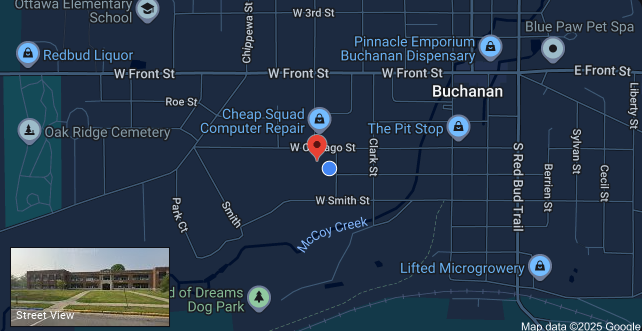 Ottawa Elementary
School
W 3rd St
Chippewa St
Blue Paw Pet Spa
Redbud Liquor
Pinnacle Emporium
Buchanan Dispensary
W Front St
W Front St
W Front St
E Front St
Roe St
Buchanan
Liberty St
Cheap Squad
Computer Repair
The Pit Stop
Oak Ridge Cemetery
W Chicago St
Clark St
S Red Bud Trail
Sylvan St
Berrien St
Cecil St
W Smith St
Park Ct
Smith
McCoy Creek
Lifted Microgrowery
d of Dreams
Dog Park
Street View
Map data ©2025 Google